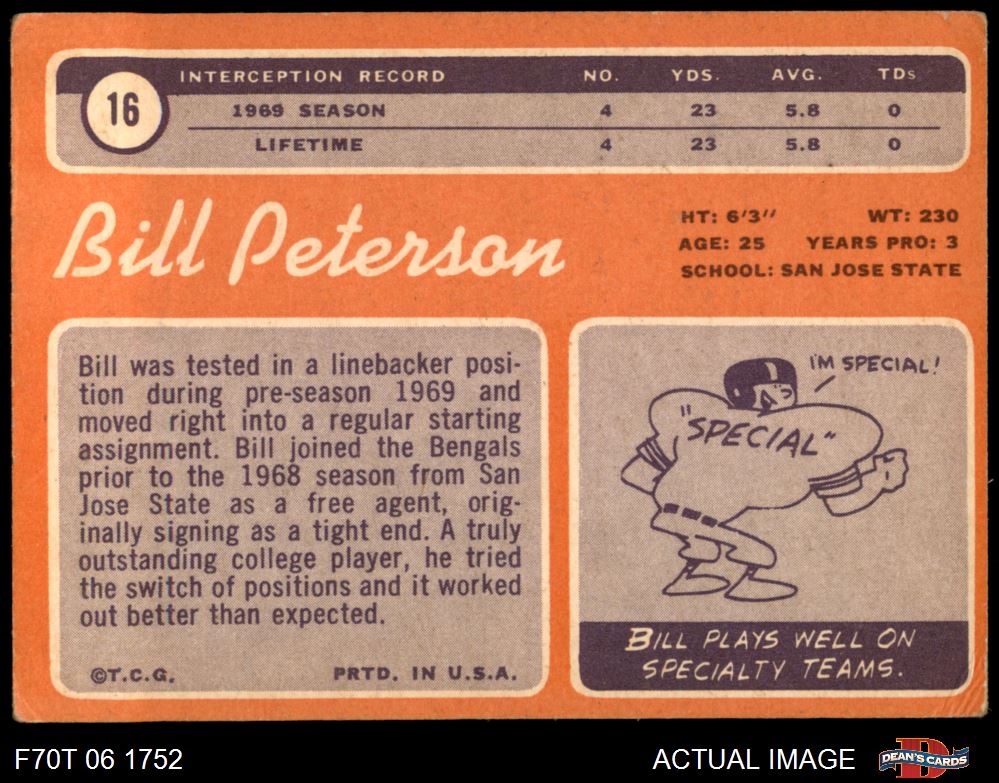 16
INTERCEPTION RECORD NO. YDS. AVG. TDs
1969 SEASON 4 23 5.8 0
LIFETIME 4 23 5.8 0
Bill Peterson
HT: 6'3" WT: 230
AGE: 25 YEARS PRO: 3
SCHOOL: SAN JOSE STATE
Bill was tested in a linebacker posi-
tion during pre-season 1969 and
moved right into a regular starting
assignment. Bill joined the Bengals
prior to the 1968 season from San
Jose State as a free agent, orig-
inally signing as a tight end. A truly
outstanding college player, he tried
the switch of positions and it worked
out better than expected.
©T.C.G. PRTD. IN U.S.A.
I'M SPECIAL!
"SPECIAL"
BILL PLAYS WELL ON
SPECIALTY TEAMS.
F70T 06 1752 ACTUAL IMAGE
D
DEAN'S CARDS